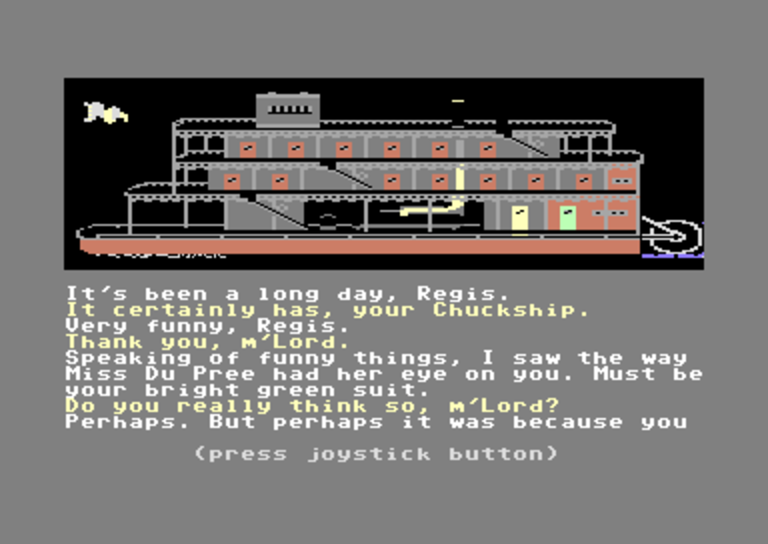 It's been a long day, Regis.
It certainly has, your Chuckship.
Very funny, Regis.
Thank you, m'Lord.
Speaking of funny things, I saw the way
Miss Du Pree had her eye on you. Must be
your bright green suit.
Do you really think so, m'Lord?
Perhaps. But perhaps it was because you
(press joystick button)